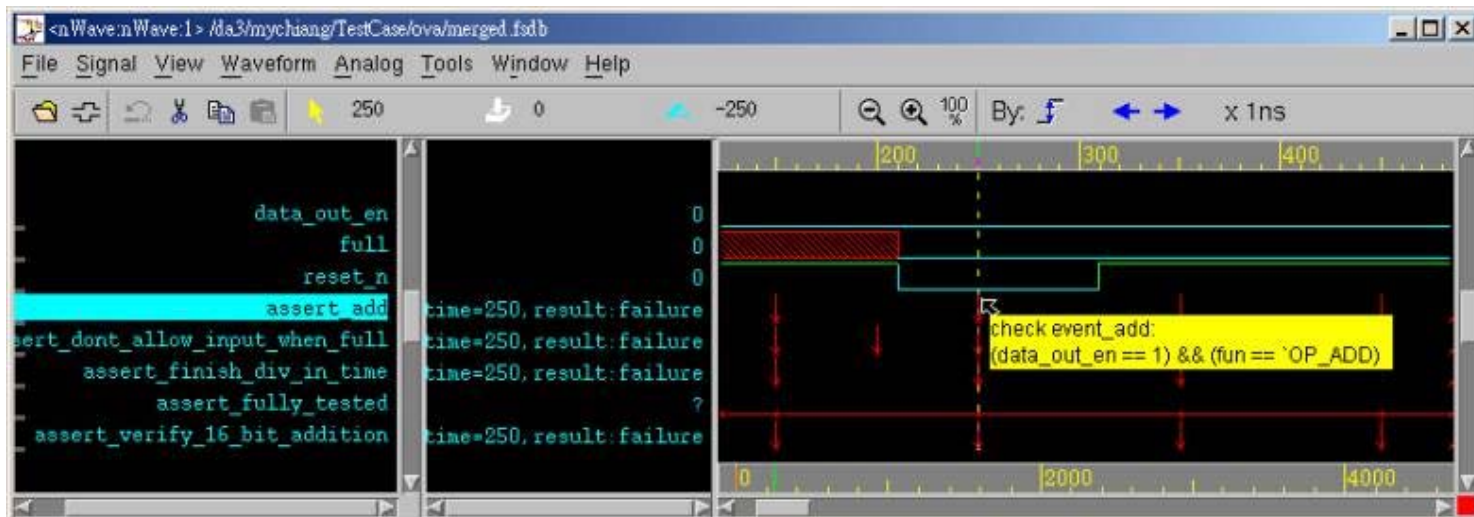 <nWave:nWave:1> /da3/mychiang/TestCase/ova/merged.fsdb
File Signal View Waveform Analog Tools Window Help
250 0 -250 100 % By: x 1ns
200 300 400
data_out_en 0
full 0
reset_n 0
assert_add time=250, result:failure
sert_dont_allow_input_when_full time=250, result:failure
assert_finish_div_in_time time=250, result:failure
assert_fully_tested ?
assert_verify_16_bit_addition time=250, result:failure
check event_add:
(data_out_en == 1) && (fun == `OP_ADD)
0 2000 4000